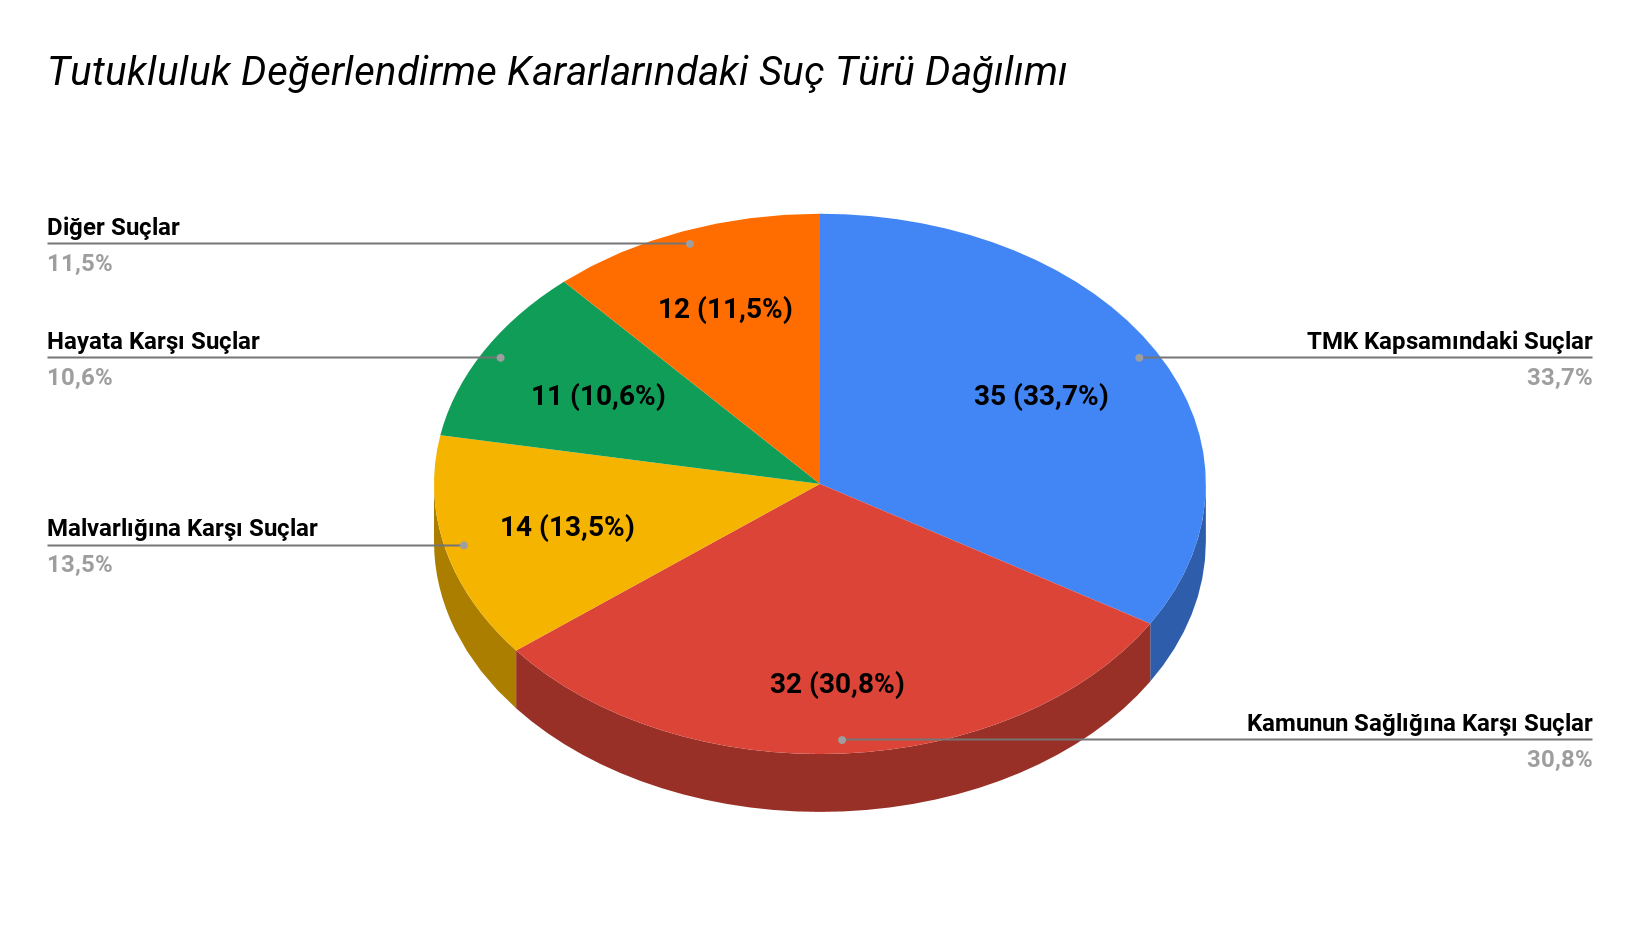 Tutukluluk Değerlendirme Kararlarındaki Suç Türü Dağılımı
Diğer Suçlar
11,5%
Hayata Karşı Suçlar
10,6%
Malvarlığına Karşı Suçlar
13,5%
12 (11,5%)
11 (10,6%)
14 (13,5%)
35 (33,7%)
32 (30,8%)
TMK Kapsamındaki Suçlar
33,7%
Kamunun Sağlığına Karşı Suçlar
30,8%